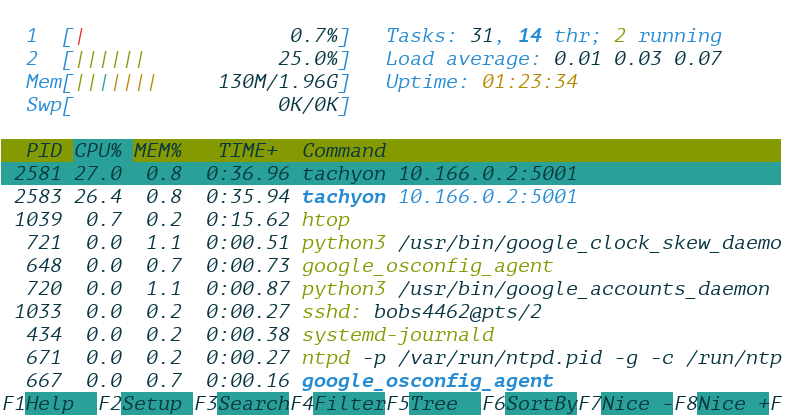 1 [| 0.7%] Tasks: 31, 14 thr; 2 running
2 [|||||| 25.0%] Load average: 0.01 0.03 0.07
Mem[||||||| 130M/1.96G] Uptime: 01:23:34
Swp[ 0K/0K]
PID CPU% MEM% TIME+ Command
2581 27.0 0.8 0:36.96 tachyon 10.166.0.2:5001
2583 26.4 0.8 0:35.94 tachyon 10.166.0.2:5001
1039 0.7 0.2 0:15.62 htop
721 0.0 1.1 0:00.51 python3 /usr/bin/google_clock_skew_daemo
648 0.0 0.7 0:00.73 google_osconfig_agent
720 0.0 1.1 0:00.87 python3 /usr/bin/google_accounts_daemon
1033 0.0 0.2 0:00.27 sshd: bobs4462@pts/2
434 0.0 0.2 0:00.38 systemd-journald
671 0.0 0.2 0:00.27 ntpd -p /var/run/ntpd.pid -g -c /run/ntp
667 0.0 0.7 0:00.16 google_osconfig_agent
F1Help F2Setup F3SearchF4FilterF5Tree F6SortByF7Nice -F8Nice +F